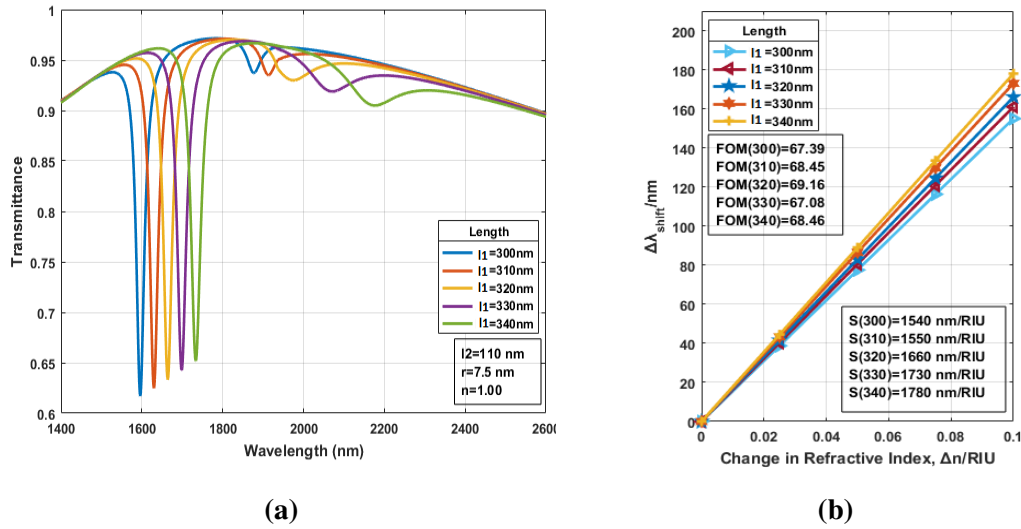 1
0.95
0.9
0.85
0.8
0.75
0.7
0.65
0.6
Transmittance
1400
1600
1800
2000
2200
2400
2600
Wavelength (nm)
Length
l1=300nm
l1=310nm
l1=320nm
l1=330nm
l1=340nm
l2=110 nm
r=7.5 nm
n=1.00
(a)
200
180
160
140
120
100
80
60
40
20
0
Δλshift/nm
Length
l1=300nm
l1=310nm
l1=320nm
l1=330nm
l1=340nm
FOM(300)=67.39
FOM(310)=68.45
FOM(320)=69.16
FOM(330)=67.08
FOM(340)=68.46
S(300)=1540 nm/RIU
S(310)=1550 nm/RIU
S(320)=1660 nm/RIU
S(330)=1730 nm/RIU
S(340)=1780 nm/RIU
0
0.02
0.04
0.06
0.08
0.1
Change in Refractive Index, Δn/RIU
(b)